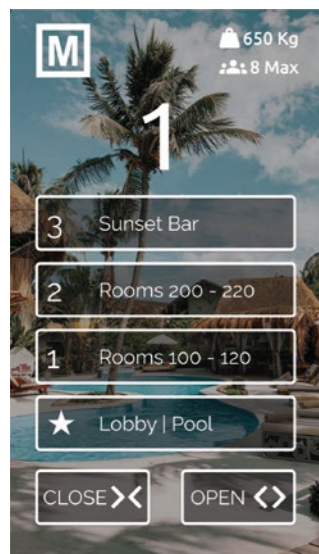 M
650 Kg
8 Max
1
3 Sunset Bar
2 Rooms 200 - 220
1 Rooms 100 - 120
★ Lobby | Pool
CLOSE >< OPEN <>